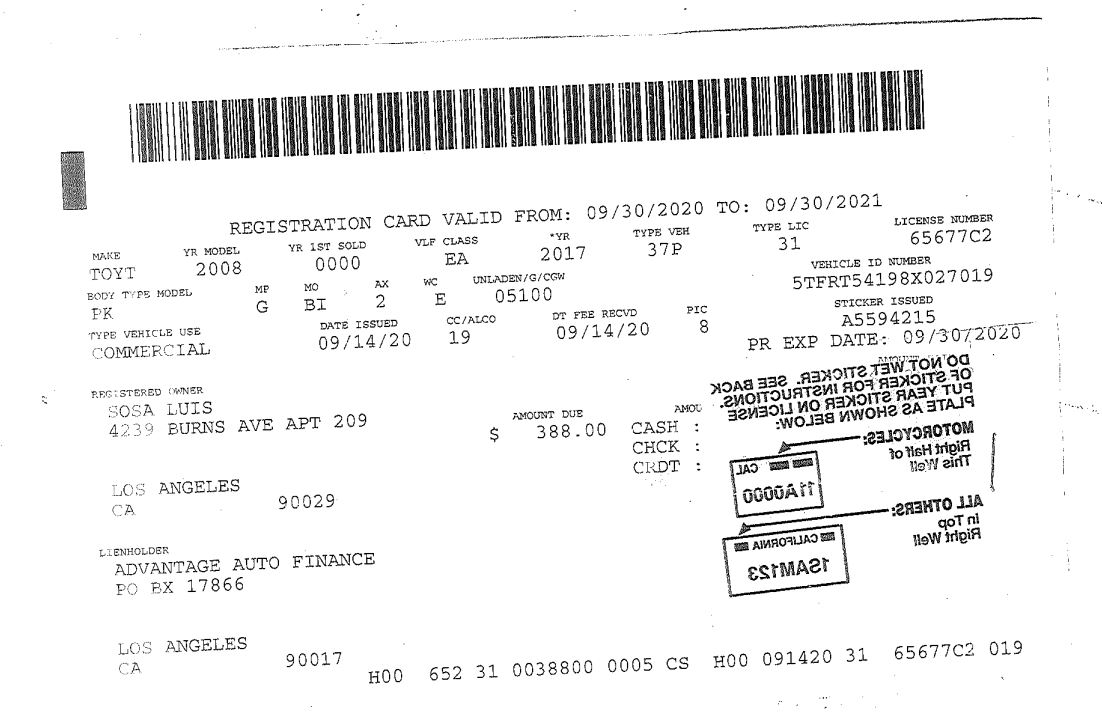 REGISTRATION CARD VALID FROM: 09/30/2020 TO: 09/30/2021
MAKE YR MODEL YR 1ST SOLD VLF CLASS *YR TYPE VEH TYPE LIC LICENSE NUMBER
TOYT 2008 0000 EA 2017 37P 31 65677C2
BODY TYPE MODEL MP MO AX WC UNLADEN/G/CGW VEHICLE ID NUMBER
PK G BI 2 E 05100 5TFRT54198X027019
TYPE VEHICLE USE DATE ISSUED CC/ALCO DT FEE RECVD PIC STICKER ISSUED
COMMERCIAL 09/14/20 19 09/14/20 8 A5594215
PR EXP DATE: 09/30/2020
REGISTERED OWNER
SOSA LUIS
4239 BURNS AVE APT 209
LOS ANGELES
CA 90029
AMOUNT DUE AMOU
$ 388.00 CASH :
CHCK :
CRDT :
DO NOT WET STICKER. SEE BACK
OF STICKER FOR INSTRUCTIONS.
PUT YEAR STICKER ON LICENSE
PLATE AS SHOWN BELOW:
MOTORCYCLES:
Right Half of
This Well
CAL
11A0000
ALL OTHERS:
In Top
Right Well
CALIFORNIA
1SAM123
LIENHOLDER
ADVANTAGE AUTO FINANCE
PO BX 17866
LOS ANGELES
CA 90017
H00 652 31 0038800 0005 CS H00 091420 31 65677C2 019